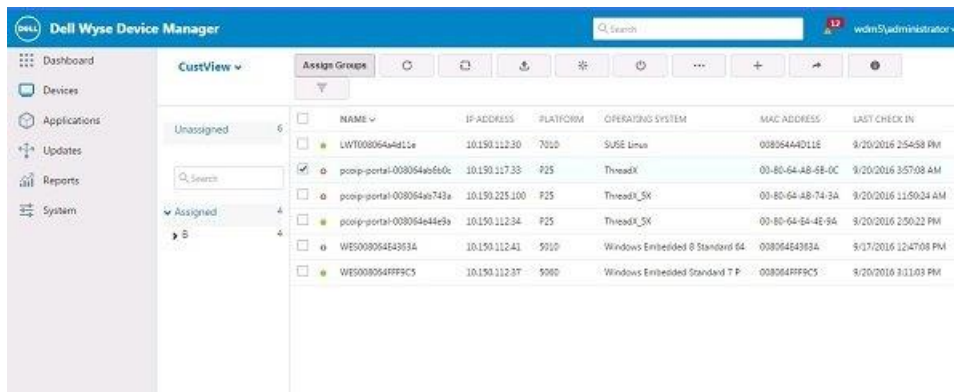 DELL Dell Wyse Device Manager Search 12 wdm5\administrator
Dashboard
Devices
Applications
Updates
Reports
System
CustView
Unassigned 6
Search
Assigned 4
B 4
Assign Groups
NAME IP ADDRESS PLATFORM OPERATING SYSTEM MAC ADDRESS LAST CHECK IN
LWT008064a4d11e 10.150.112.30 7010 SUSE Linux 008064A4D11E 9/20/2016 2:54:58 PM
pcoip-portal-008064ab6b0c 10.150.117.33 P25 ThreadX 00-80-64-AB-6B-0C 9/20/2016 3:57:08 AM
pcoip-portal-008064ab743a 10.150.225.100 P25 ThreadX_5X 00-80-64-AB-74-3A 9/20/2016 11:50:24 AM
pcoip-portal-008064e44e9a 10.150.112.34 P25 ThreadX_5X 00-80-64-E4-4E-9A 9/20/2016 2:50:22 PM
WES008064E4363A 10.150.112.41 5010 Windows Embedded 8 Standard 64 008064E4363A 9/17/2016 12:47:08 PM
WES008064FFF9C5 10.150.112.37 5060 Windows Embedded Standard 7 P 008064FFF9C5 9/20/2016 3:11:03 PM